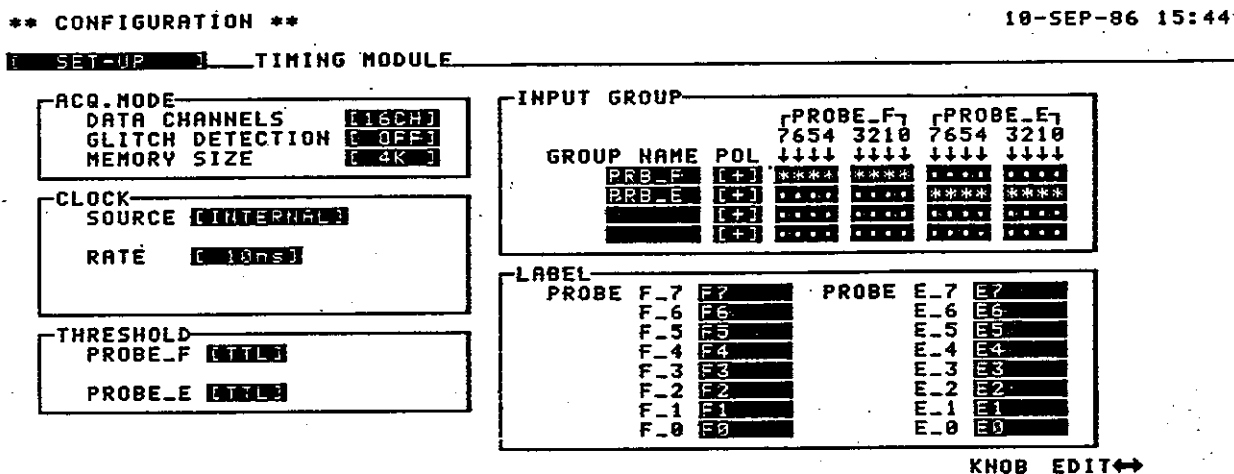 ** CONFIGURATION ** 10-SEP-86 15:44
[ SET-UP ] TIMING MODULE
ACQ.MODE
DATA CHANNELS [16CH]
GLITCH DETECTION [ OFF]
MEMORY SIZE [ 4K ]
CLOCK
SOURCE [INTERNAL]
RATE [ 10ns]
THRESHOLD
PROBE_F [TTL]
PROBE_E [TTL]
INPUT GROUP
PROBE_F PROBE_E
7654 3210 7654 3210
GROUP NAME POL ↓↓↓↓ ↓↓↓↓ ↓↓↓↓ ↓↓↓↓
PRB_F [+] **** **** .... ....
PRB_E [+] .... .... **** ****
[+] .... .... .... ....
[+] .... .... .... ....
LABEL
PROBE F_7 F7 PROBE E_7 E7
F_6 F6 E_6 E6
F_5 F5 E_5 E5
F_4 F4 E_4 E4
F_3 F3 E_3 E3
F_2 F2 E_2 E2
F_1 F1 E_1 E1
F_0 F0 E_0 E0
KNOB EDIT↔